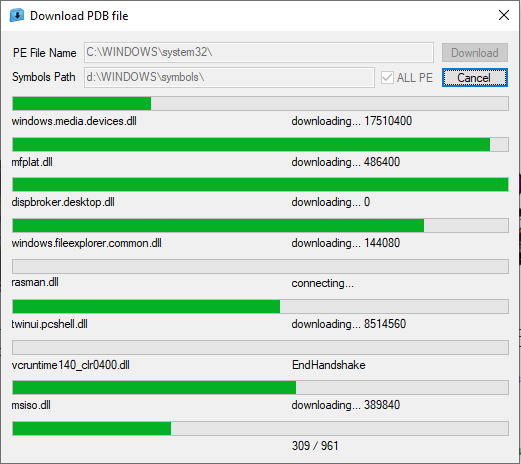 Download PDB file
PE File Name C:\WINDOWS\system32\ Download
Symbols Path d:\WINDOWS\symbols\ ALL PE Cancel
windows.media.devices.dll downloading... 17510400
mfplat.dll downloading... 486400
dispbroker.desktop.dll downloading... 0
windows.fileexplorer.common.dll downloading... 144080
rasman.dll connecting...
twinui.pcshell.dll downloading... 8514560
vcruntime140_clr0400.dll EndHandshake
msiso.dll downloading... 389840
309 / 961